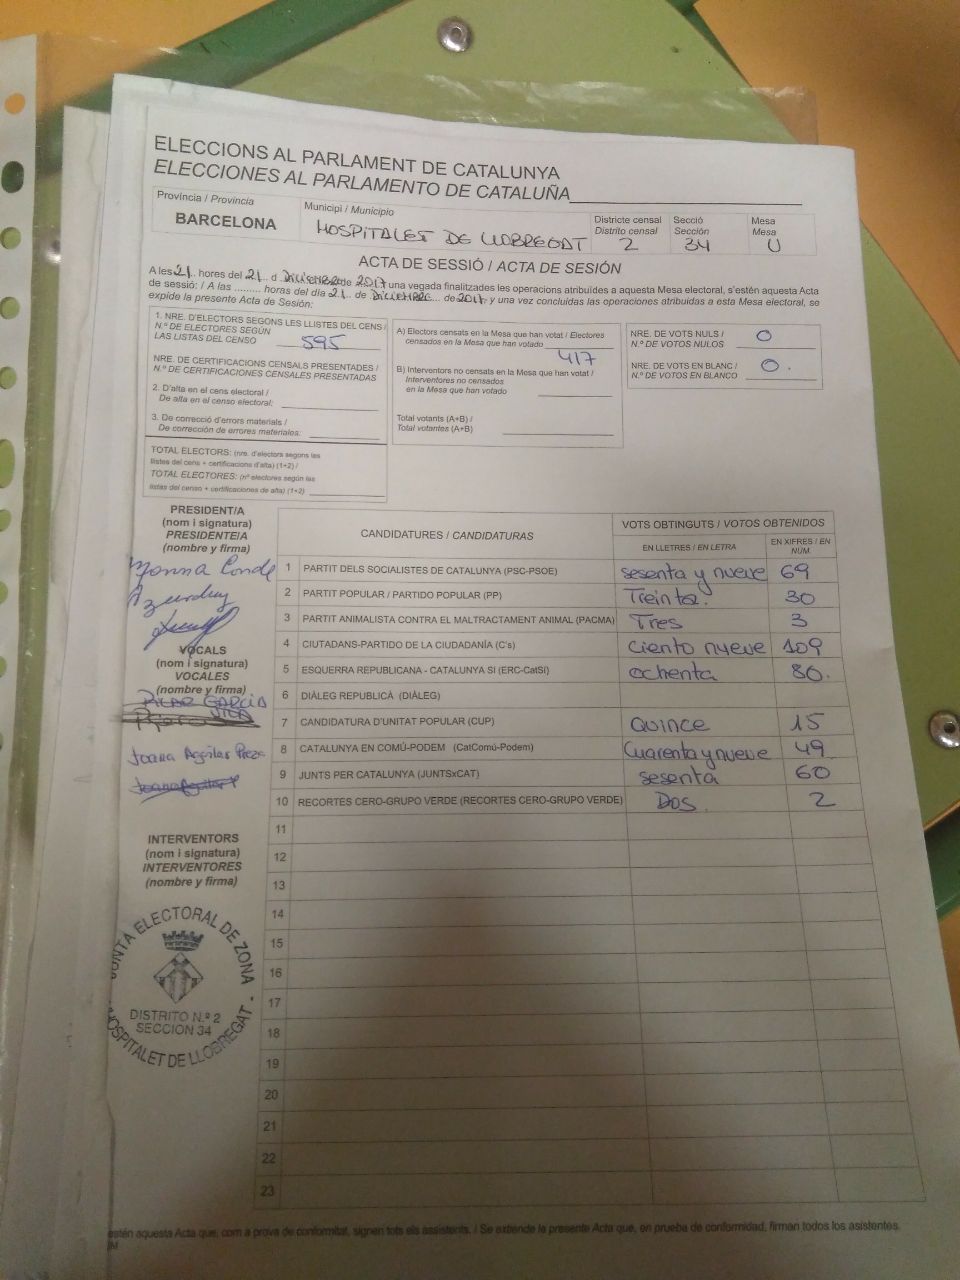 ELECCIONS AL PARLAMENT DE CATALUNYA
ELECCIONES AL PARLAMENTO DE CATALUÑA
Província / Provincia
BARCELONA
Municipi / Municipio
HOSPITALET DE LLOBREGAT
Districte censal
Distrito censal
2
Secció
Sección
34
Mesa
Mesa
U
ACTA DE SESSIÓ / ACTA DE SESIÓN
A les 21 hores del 21 d DICIEMBRE de 2017 una vegada finalitzades les operacions atribuïdes a aquesta Mesa electoral, s'estén aquesta Acta
de sessió: / A las ......... horas del día 21 de DICIEMBRE de 2017, y una vez concluidas las operaciones atribuidas a esta Mesa electoral, se
expide la presente Acta de Sesión:
1. NRE. D'ELECTORS SEGONS LES LLISTES DEL CENS /
N.º DE ELECTORES SEGÚN
LAS LISTAS DEL CENSO 595
NRE. DE CERTIFICACIONS CENSALS PRESENTADES /
N.º DE CERTIFICACIONES CENSALES PRESENTADAS
2. D'alta en el cens electoral /
De alta en el censo electoral:
3. De correcció d'errors materials /
De corrección de errores materiales:
TOTAL ELECTORS: (nre. d'electors segons les
llistes del cens + certificacions d'alta) (1+2) /
TOTAL ELECTORES: (nº electores según las
listas del censo + certificaciones de alta) (1+2)
A) Electors censats en la Mesa que han votat / Electores
censados en la Mesa que han votado
417
B) Interventors no censats en la Mesa que han votat /
Interventores no censados
en la Mesa que han votado
Total votants (A+B) /
Total votantes (A+B)
NRE. DE VOTS NULS /
N.º DE VOTOS NULOS 0
NRE. DE VOTS EN BLANC /
N.º DE VOTOS EN BLANCO 0.
PRESIDENT/A
(nom i signatura)
PRESIDENTE/A
(nombre y firma)
VOCALS
(nom i signatura)
VOCALES
(nombre y firma)
PILAR GARCIA
Joana Aguilar
INTERVENTORS
(nom i signatura)
INTERVENTORES
(nombre y firma)
JUNTA ELECTORAL DE ZONA
DISTRITO N.º 2
SECCION 34
HOSPITALET DE LLOBREGAT
CANDIDATURES / CANDIDATURAS
VOTS OBTINGUTS / VOTOS OBTENIDOS
EN LLETRES / EN LETRA
EN XIFRES / EN NÚM.
1 PARTIT DELS SOCIALISTES DE CATALUNYA (PSC-PSOE) sesenta y nueve 69
2 PARTIT POPULAR / PARTIDO POPULAR (PP) Treinta. 30
3 PARTIT ANIMALISTA CONTRA EL MALTRACTAMENT ANIMAL (PACMA) Tres 3
4 CIUTADANS-PARTIDO DE LA CIUDADANÍA (C's) ciento nueve 109
5 ESQUERRA REPUBLICANA - CATALUNYA SÍ (ERC-CatSí) ochenta 80.
6 DIÀLEG REPUBLICÀ (DIÀLEG)
7 CANDIDATURA D'UNITAT POPULAR (CUP) Quince 15
8 CATALUNYA EN COMÚ-PODEM (CatComú-Podem) Cuarenta y nueve 49
9 JUNTS PER CATALUNYA (JUNTSxCAT) sesenta 60
10 RECORTES CERO-GRUPO VERDE (RECORTES CERO-GRUPO VERDE) DOS. 2
11
12
13
14
15
16
17
18
19
20
21
22
23
estén aquesta Acta que, com a prova de conformitat, signen tots els assistents. / Se extiende la presente Acta que, en prueba de conformidad, firman todos los asistentes.